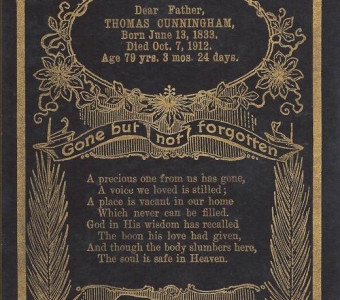 Dear Father,
THOMAS CUNNINGHAM,
Born June 13, 1833.
Died Oct. 7, 1912.
Age 79 yrs. 3 mos. 24 days.
Gone but not forgotten
A precious one from us has gone,
A voice we loved is stilled;
A place is vacant in our home
Which never can be filled.
God in His wisdom has recalled
The boon his love had given,
And though the body slumbers here,
The soul is safe in Heaven.